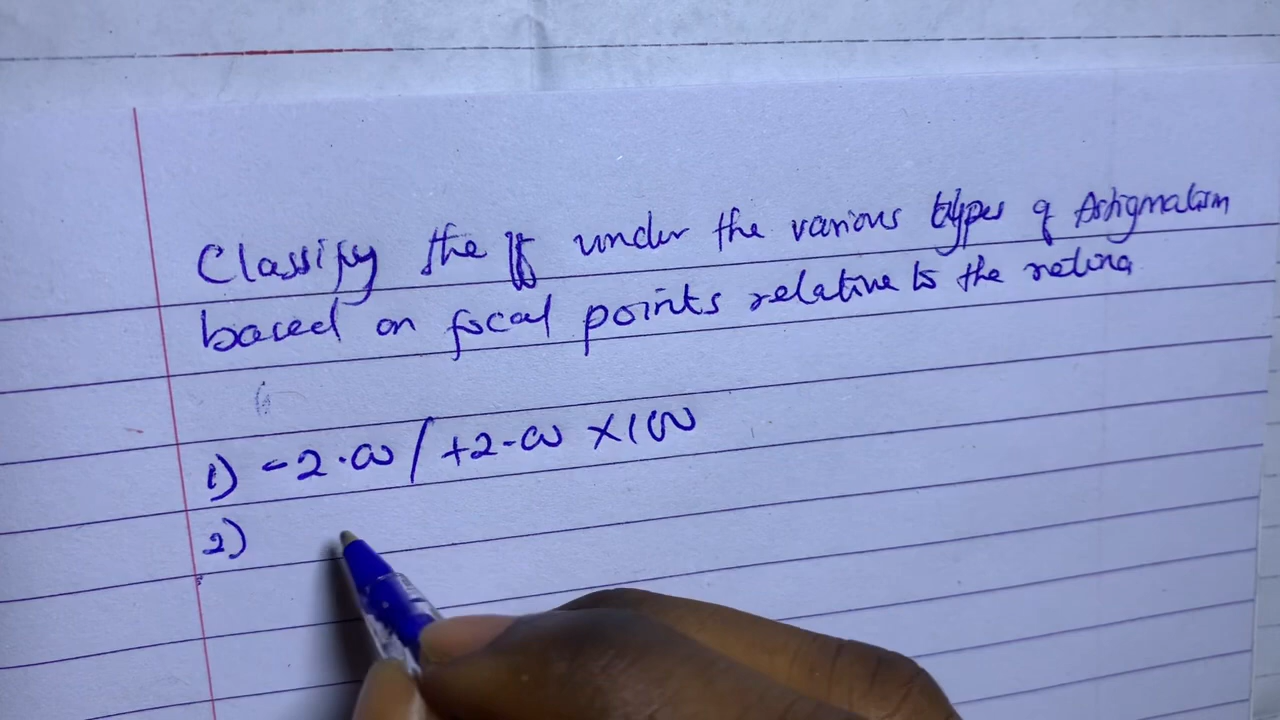 Classify the ff under the various types of Astigmatism
based on focal points relative to the retina
1) -2.00 / +2.00 X100
2)